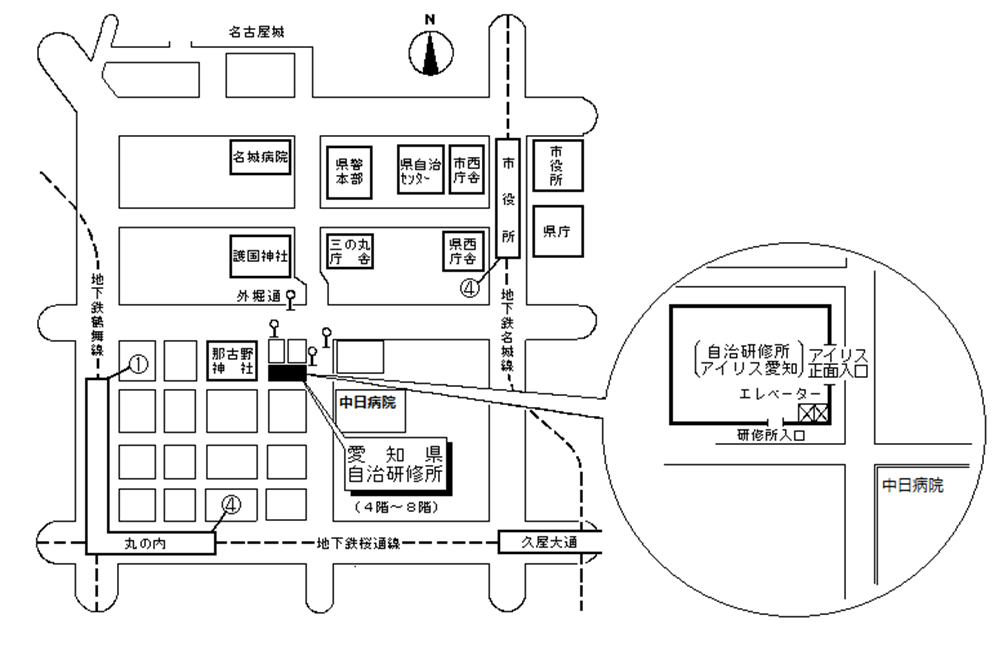 名古屋城
N
名城病院
県警
本部
県自治
センター
市西
庁舎
市役所
市役所
県庁
護国神社
三の丸
庁舎
県西
庁舎
④
外堀通
地下鉄鶴舞線
地下鉄名城線
①
那古野
神社
中日病院
愛知県
自治研修所
(4階~8階)
④
丸の内
地下鉄桜通線
久屋大通
自治研修所
アイリス愛知
アイリス
正面入口
エレベーター
研修所入口
中日病院